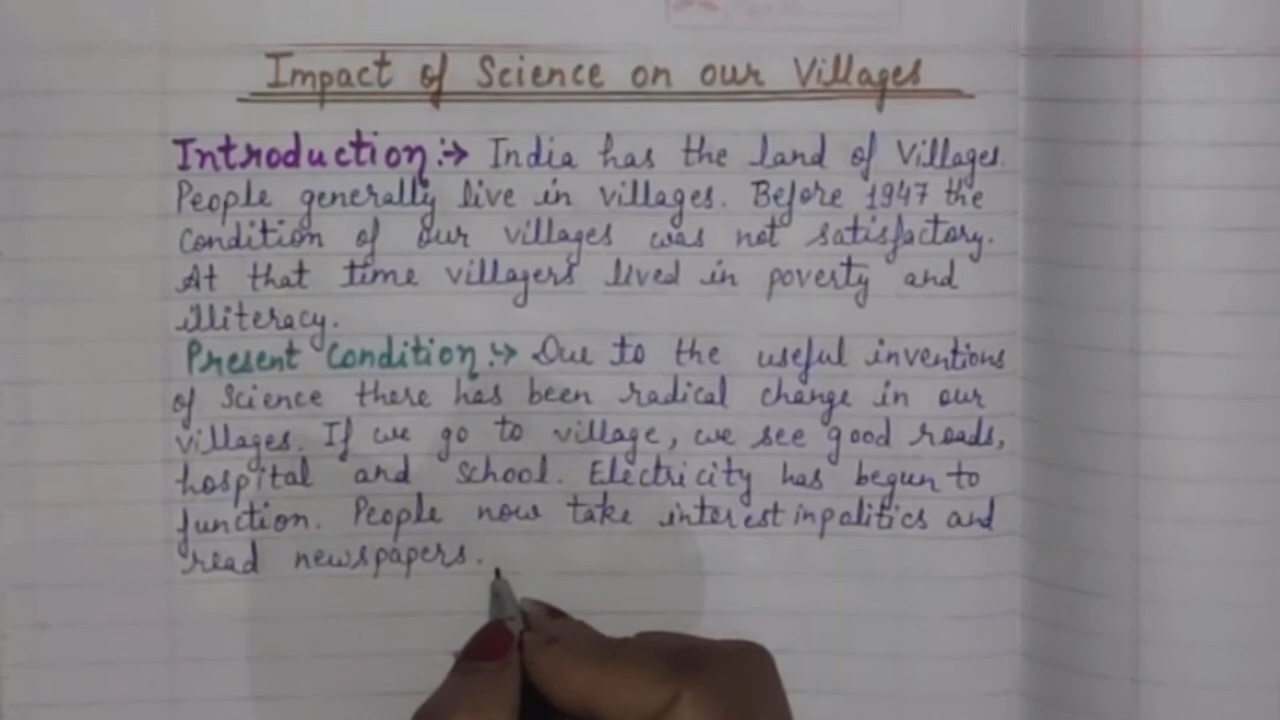 Impact of Science on our Villages
Introduction:→ India has the land of Villages.
People generally live in villages. Before 1947 the
condition of our villages was not satisfactory.
At that time villagers lived in poverty and
illiteracy.
Present Condition:→ Due to the useful inventions
of Science there has been radical change in our
villages. If we go to village, we see good roads,
hospital and school. Electricity has begun to
function. People now take interest in politics and
read newspapers.